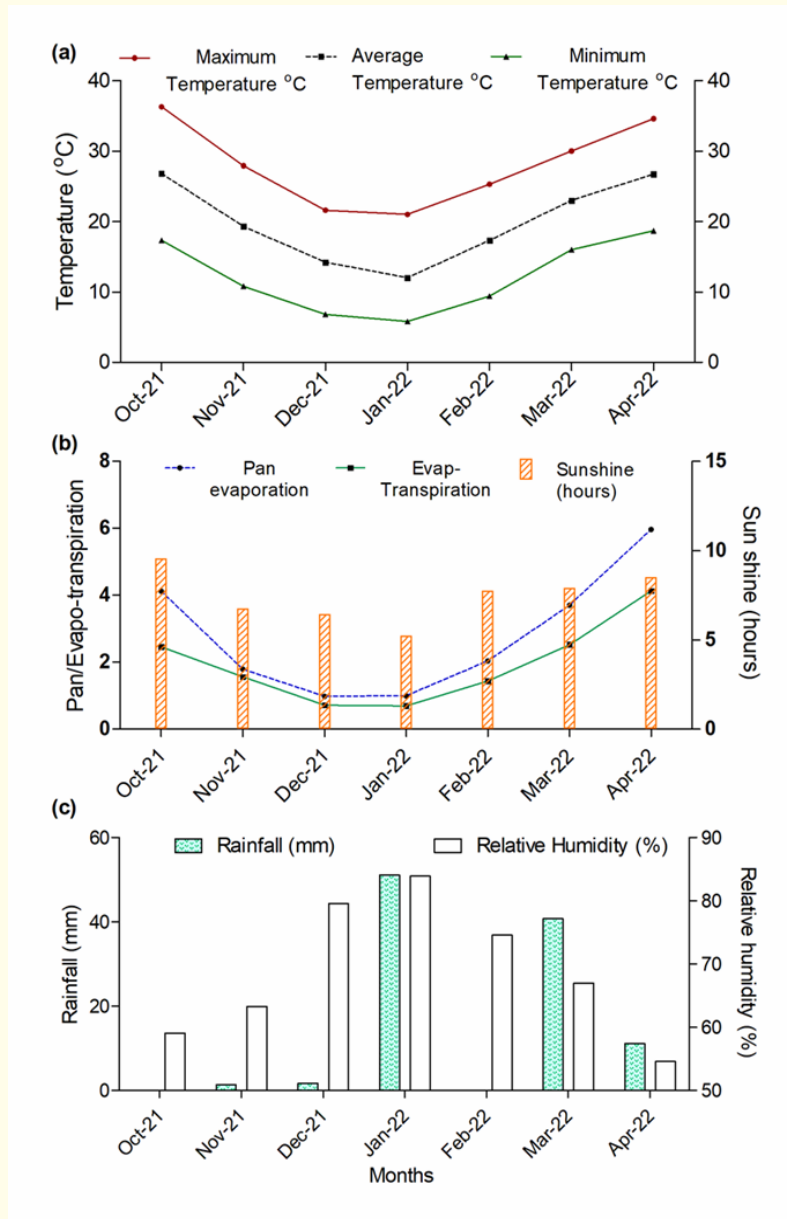 (a)
Maximum Temperature °C
Average Temperature °C
Minimum Temperature °C
Temperature (°C)
40
30
20
10
0
40
30
20
10
0
Oct-21
Nov-21
Dec-21
Jan-22
Feb-22
Mar-22
Apr-22
(b)
Pan
evaporation
Evap-
Transpiration
Sunshine
(hours)
Pan/Evapo-transpiration
8
6
4
2
0
15
10
5
0
Sun shine (hours)
Oct-21
Nov-21
Dec-21
Jan-22
Feb-22
Mar-22
Apr-22
(c)
Rainfall (mm)
Relative Humidity (%)
Rainfall (mm)
60
40
20
0
90
80
70
60
50
Relative humidity
(%)
Oct-21
Nov-21
Dec-21
Jan-22
Feb-22
Mar-22
Apr-22
Months